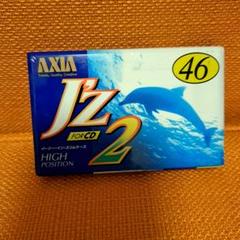 AXIA
46
J'z
FOR CD
2
HIGH
POSITION